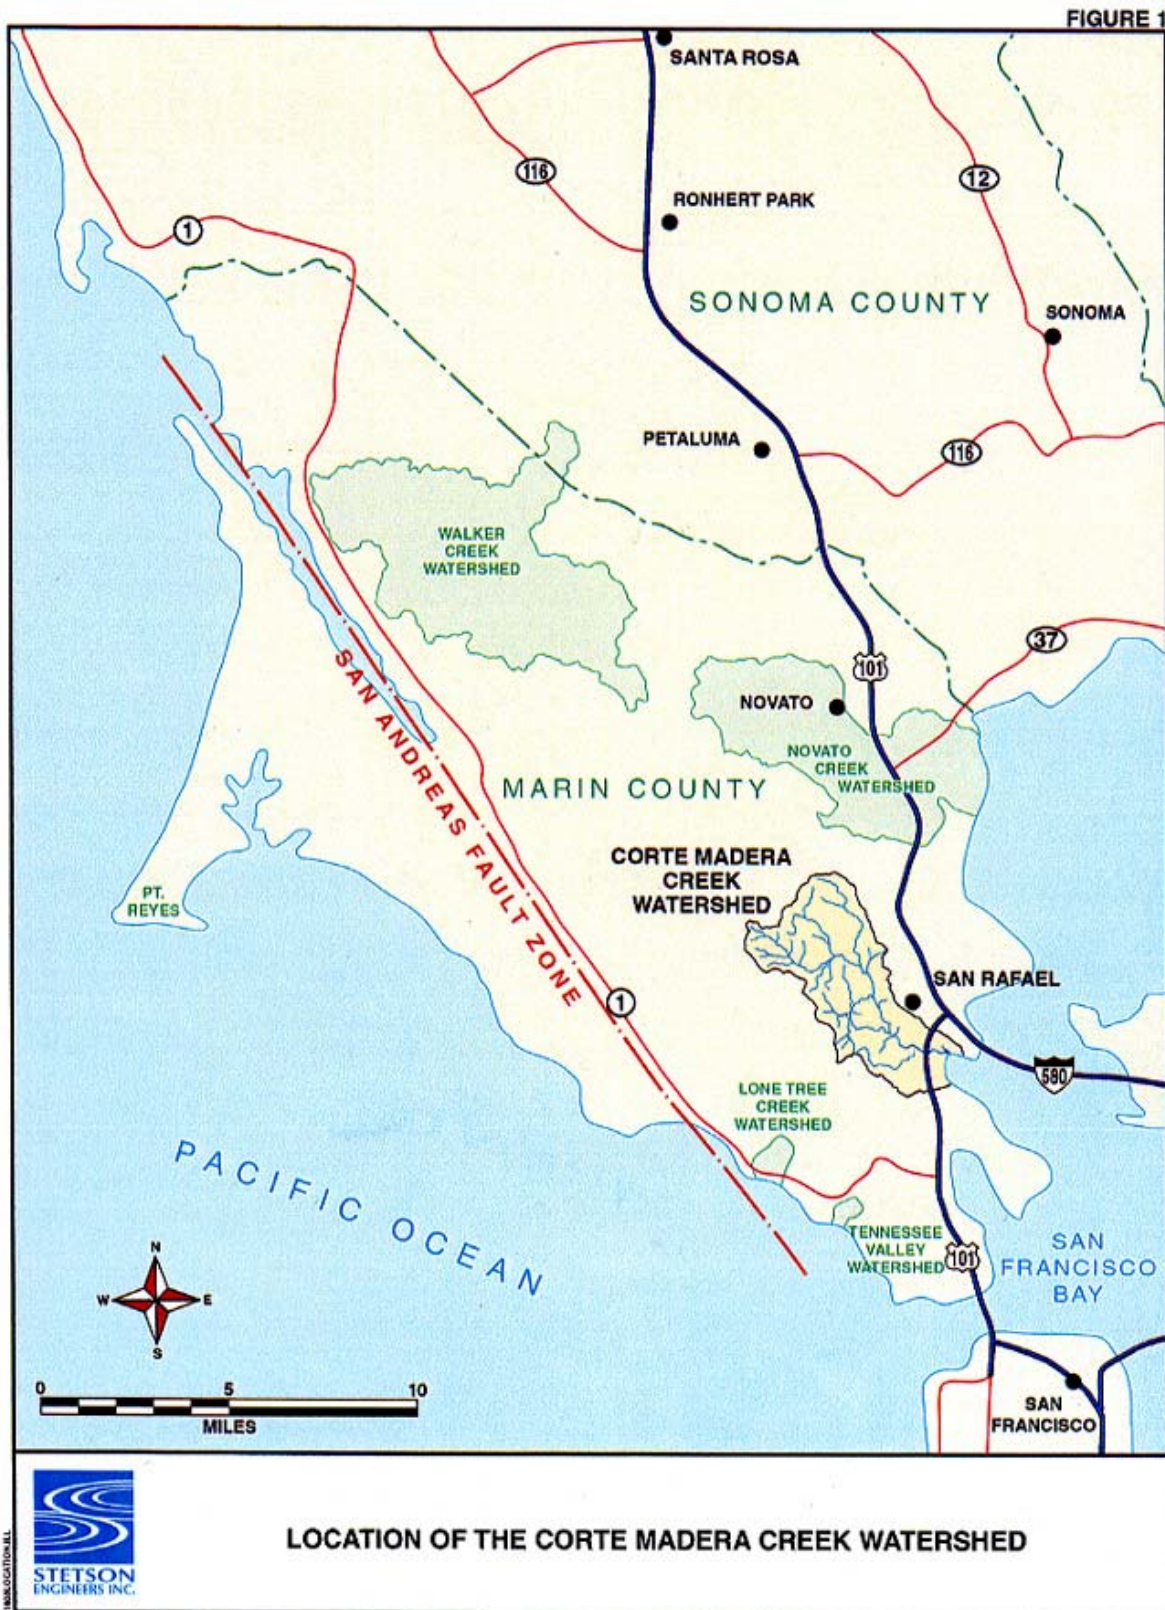 FIGURE 1
SANTA ROSA
116
12
RONHERT PARK
1
SONOMA COUNTY
SONOMA
PETALUMA
116
WALKER
CREEK
WATERSHED
37
101
SAN ANDREAS FAULT ZONE
NOVATO
NOVATO
CREEK
WATERSHED
MARIN COUNTY
CORTE MADERA
CREEK
WATERSHED
PT.
REYES
SAN RAFAEL
1
580
LONE TREE
CREEK
WATERSHED
PACIFIC OCEAN
TENNESSEE
VALLEY
WATERSHED
101
SAN
FRANCISCO
BAY
N
W E
S
0 5 10
MILES
SAN
FRANCISCO
STETSON
ENGINEERS INC.
LOCATION OF THE CORTE MADERA CREEK WATERSHED